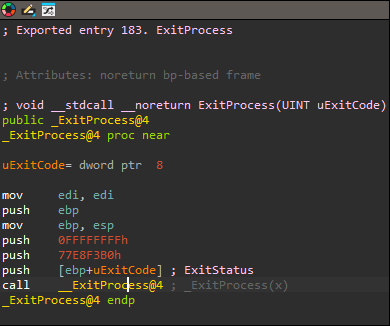 ; Exported entry 183. ExitProcess
; Attributes: noreturn bp-based frame
; void __stdcall __noreturn ExitProcess(UINT uExitCode)
public _ExitProcess@4
_ExitProcess@4 proc near
uExitCode= dword ptr  8
mov     edi, edi
push    ebp
mov     ebp, esp
push    0FFFFFFFFh
push    77E8F3B0h
push    [ebp+uExitCode] ; ExitStatus
call    __ExitProcess@4 ; _ExitProcess(x)
_ExitProcess@4 endp